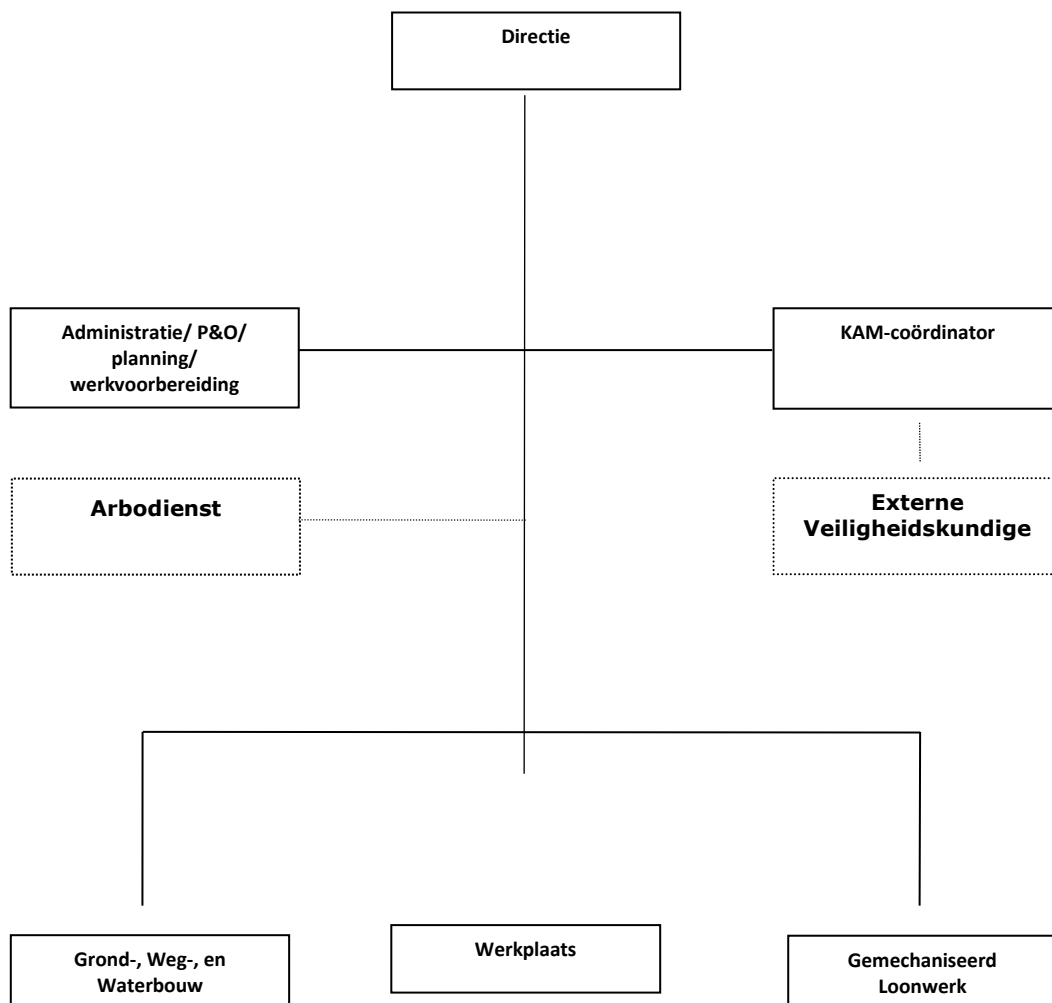 Directie
Administratie/ P&O/
planning/
werkvoorbereiding
KAM-coördinator
Arbodienst
Externe
Veiligheidskundige
Grond-, Weg-, en
Waterbouw
Werkplaats
Gemechaniseerd
Loonwerk